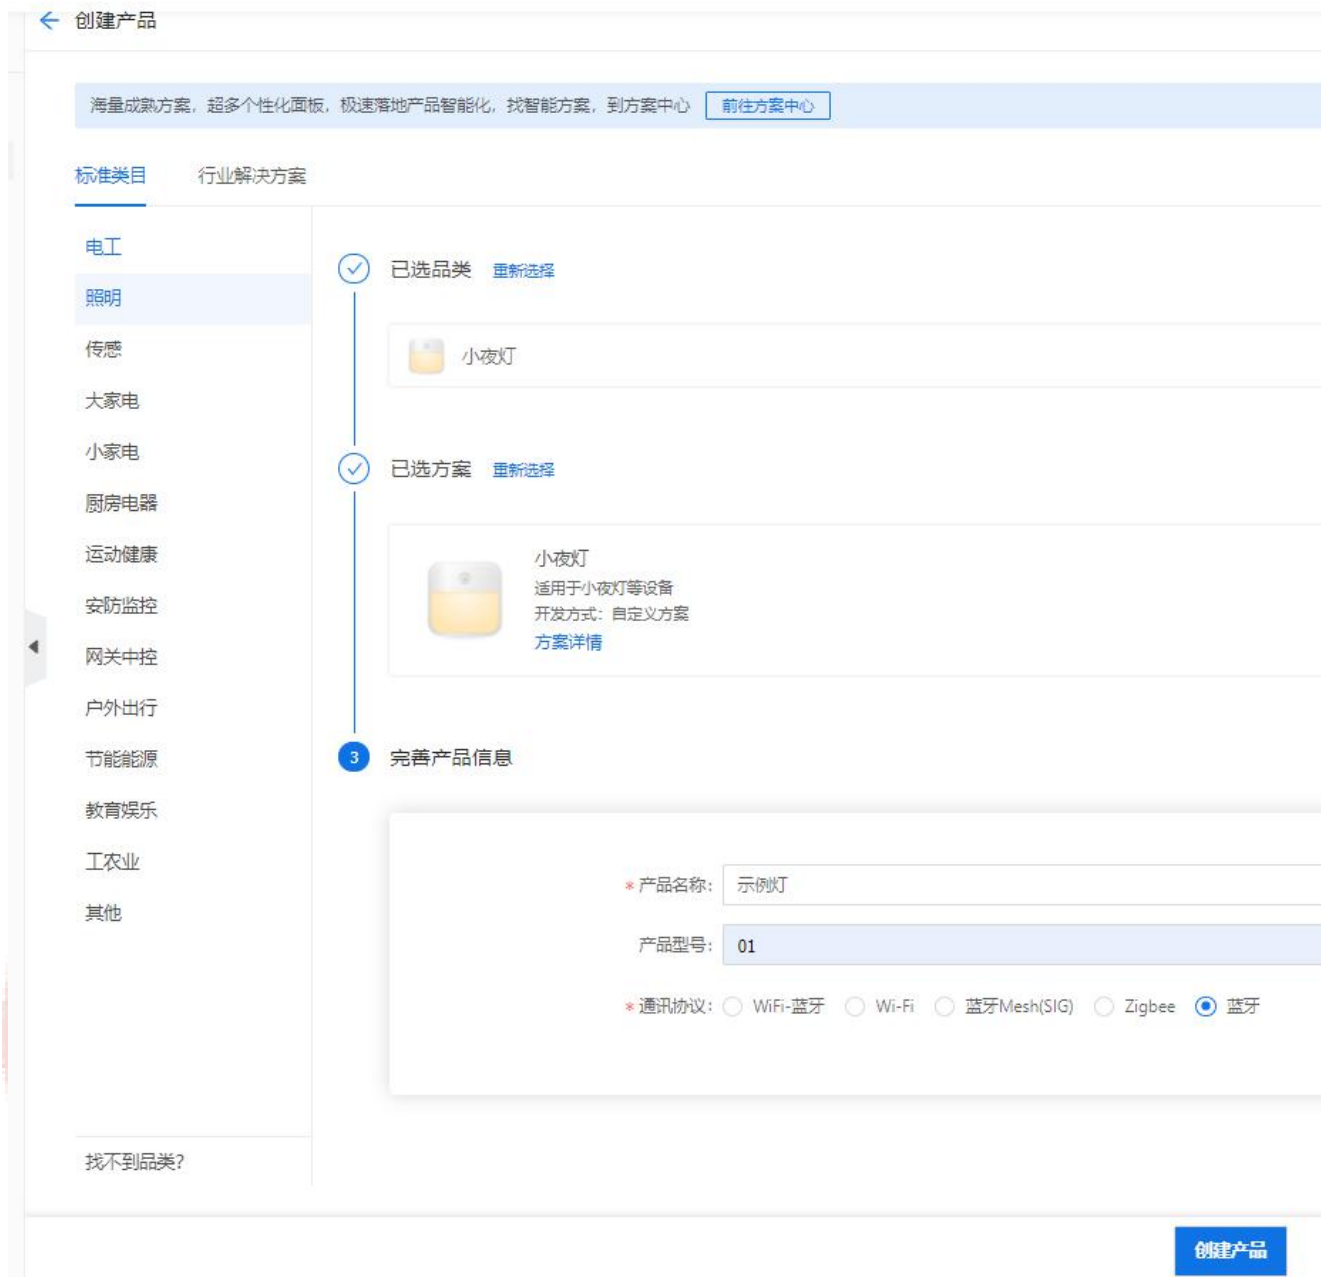 创建产品
海量成熟方案，超多个性化面板，极速落地产品智能化，找智能方案，到方案中心 前往方案中心
标准类目 行业解决方案
电工
照明
传感
大家电
小家电
厨房电器
运动健康
安防监控
网关中控
户外出行
节能能源
教育娱乐
工农业
其他
找不到品类?
已选品类 重新选择
小夜灯
已选方案 重新选择
小夜灯
适用于小夜灯等设备
开发方式：自定义方案
方案详情
3 完善产品信息
* 产品名称： 示例灯
产品型号： 01
* 通讯协议： WiFi-蓝牙 Wi-Fi 蓝牙Mesh(SIG) Zigbee 蓝牙
创建产品